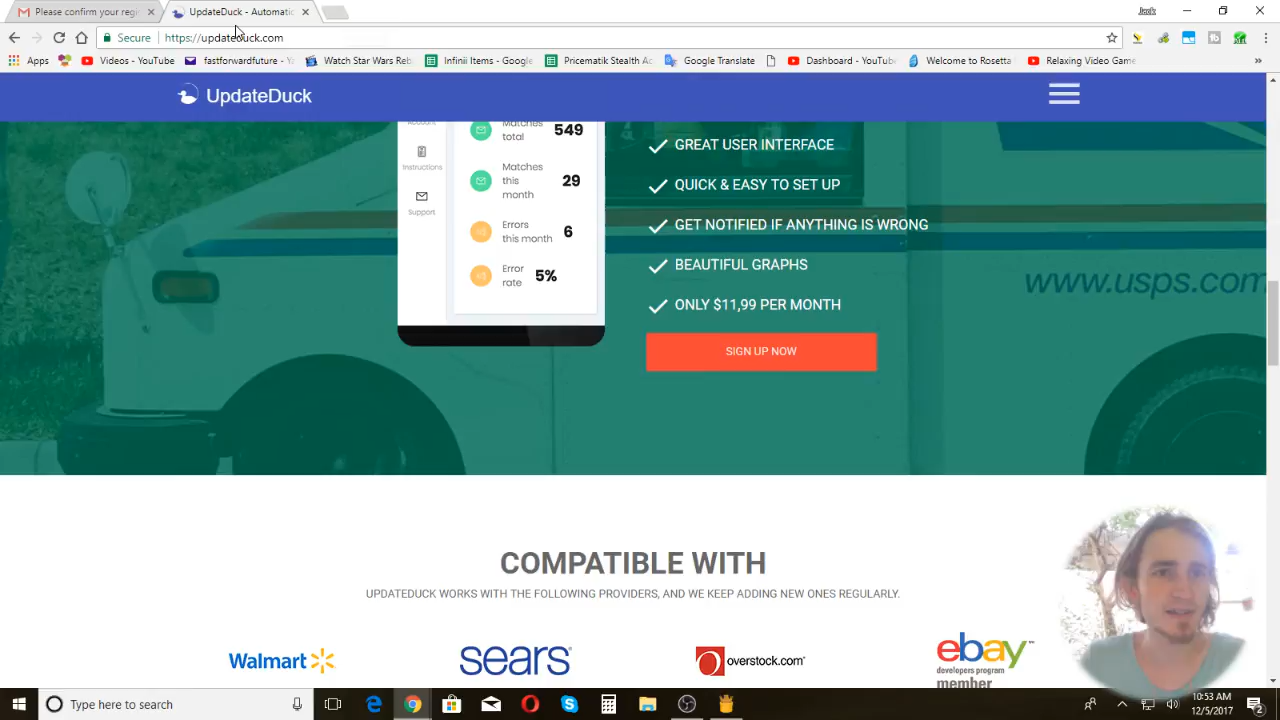 Please confirm your regi
UpdateDuck - Automatic
Secure
https://updateduck.com
Apps
Videos - YouTube
fastforwardfuture
Watch Star Wars Reb
Infinii Items - Google
Pricematik Stealth Ac
Google Translate
Dashboard - YouTube
Welcome to Rosetta
Relaxing Video Game
»
UpdateDuck
Account
Instructions
Support
Matches
total
549
Matches
this
month
29
Errors
this month
6
Error
rate
5%
GREAT USER INTERFACE
QUICK & EASY TO SET UP
GET NOTIFIED IF ANYTHING IS WRONG
BEAUTIFUL GRAPHS
ONLY $11,99 PER MONTH
SIGN UP NOW
www.usps.com
COMPATIBLE WITH
UPDATEDUCK WORKS WITH THE FOLLOWING PROVIDERS, AND WE KEEP ADDING NEW ONES REGULARLY.
Walmart
sears
overstock.com
ebay
developers program
member
Type here to search
10:53 AM
12/5/2017
2